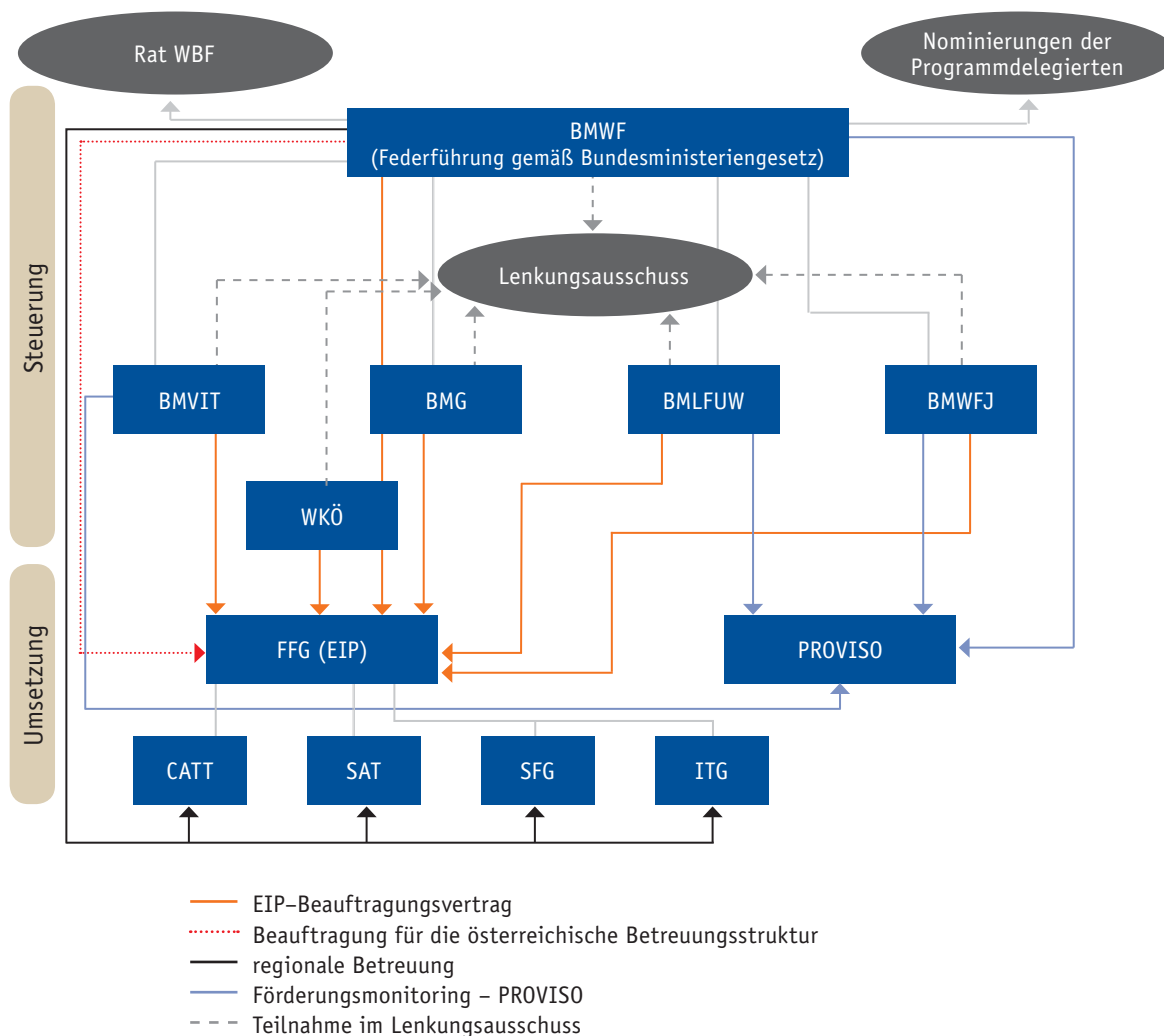 Rat WBF
Nominierungen der
Programmdelegierten
BMWF
(Federführung gemäß Bundesministeriengesetz)
Steuerung
Lenkungsausschuss
BMVIT
BMG
BMLFUW
BMWFJ
WKÖ
Umsetzung
FFG (EIP)
PROVISO
CATT
SAT
SFG
ITG
EIP–Beauftragungsvertrag
Beauftragung für die österreichische Betreuungsstruktur
regionale Betreuung
Förderungsmonitoring – PROVISO
Teilnahme im Lenkungsausschuss